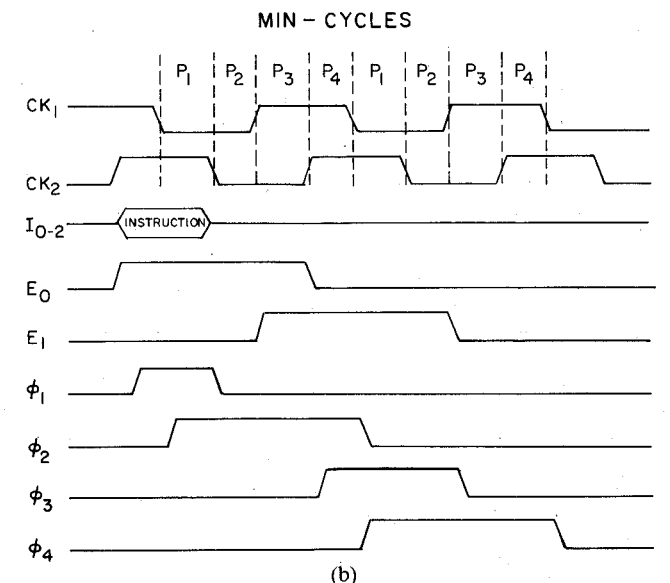 MIN - CYCLES
P1 P2 P3 P4 P1 P2 P3 P4
CK1
CK2
I0-2 INSTRUCTION
E0
E1
ϕ1
ϕ2
ϕ3
ϕ4
(b)